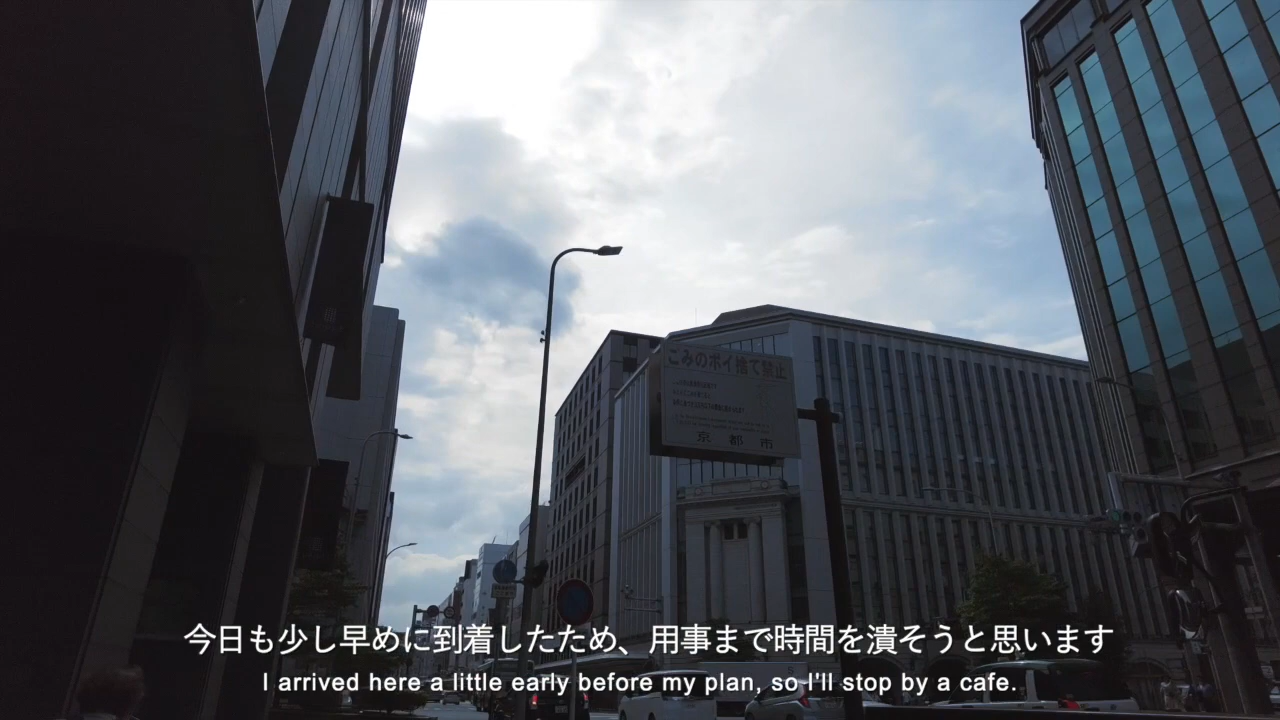 ごみのポイ捨て禁止
京都市
今日も少し早めに到着したため、用事まで時間を潰そうと思います
I arrived here a little early before my plan, so I'll stop by a cafe.